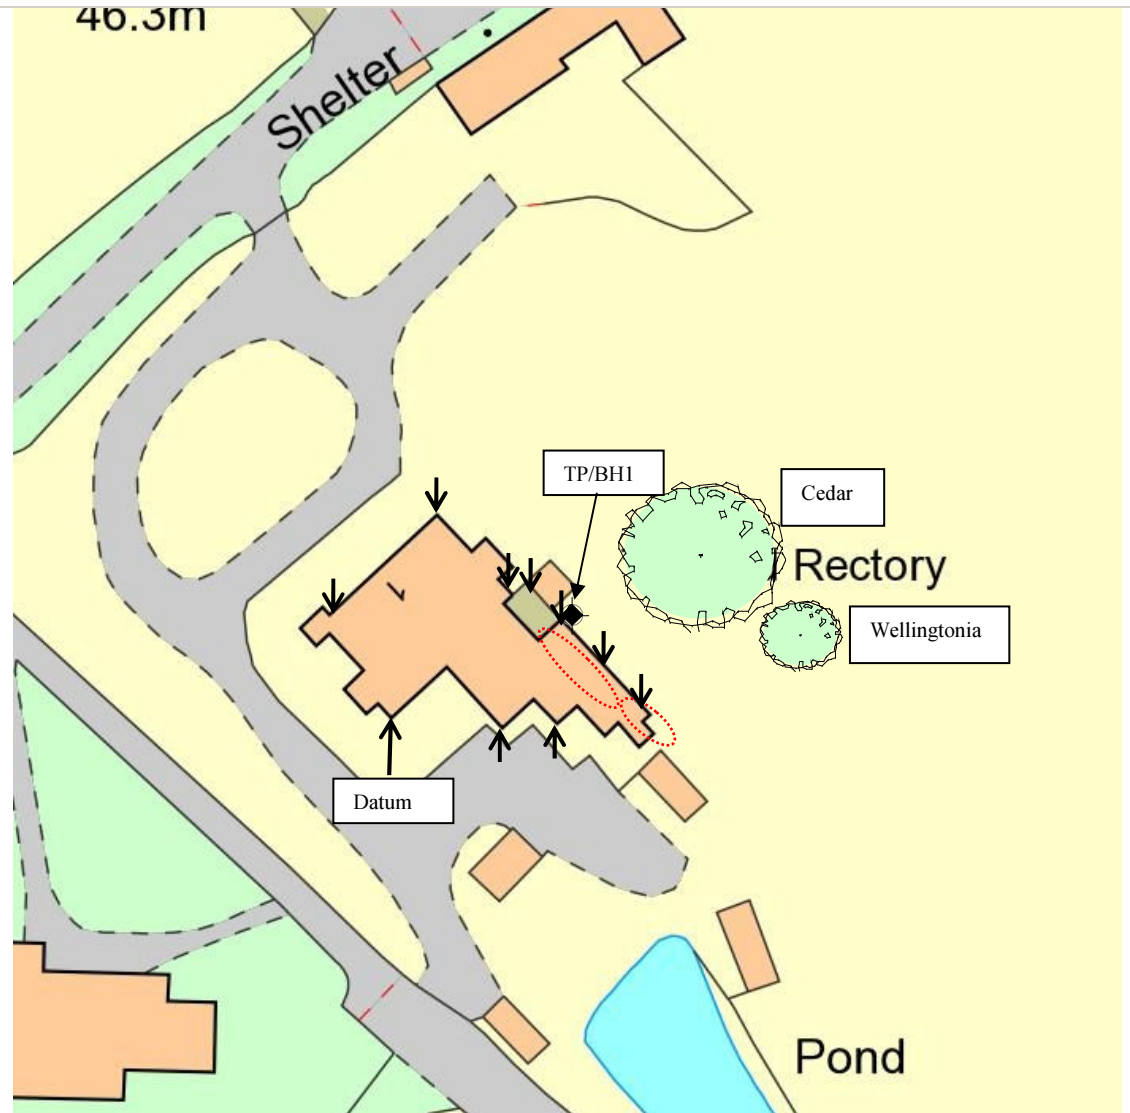 46.3m
Shelter
TP/BH1
Cedar
Rectory
Wellingtonia
Datum
Pond